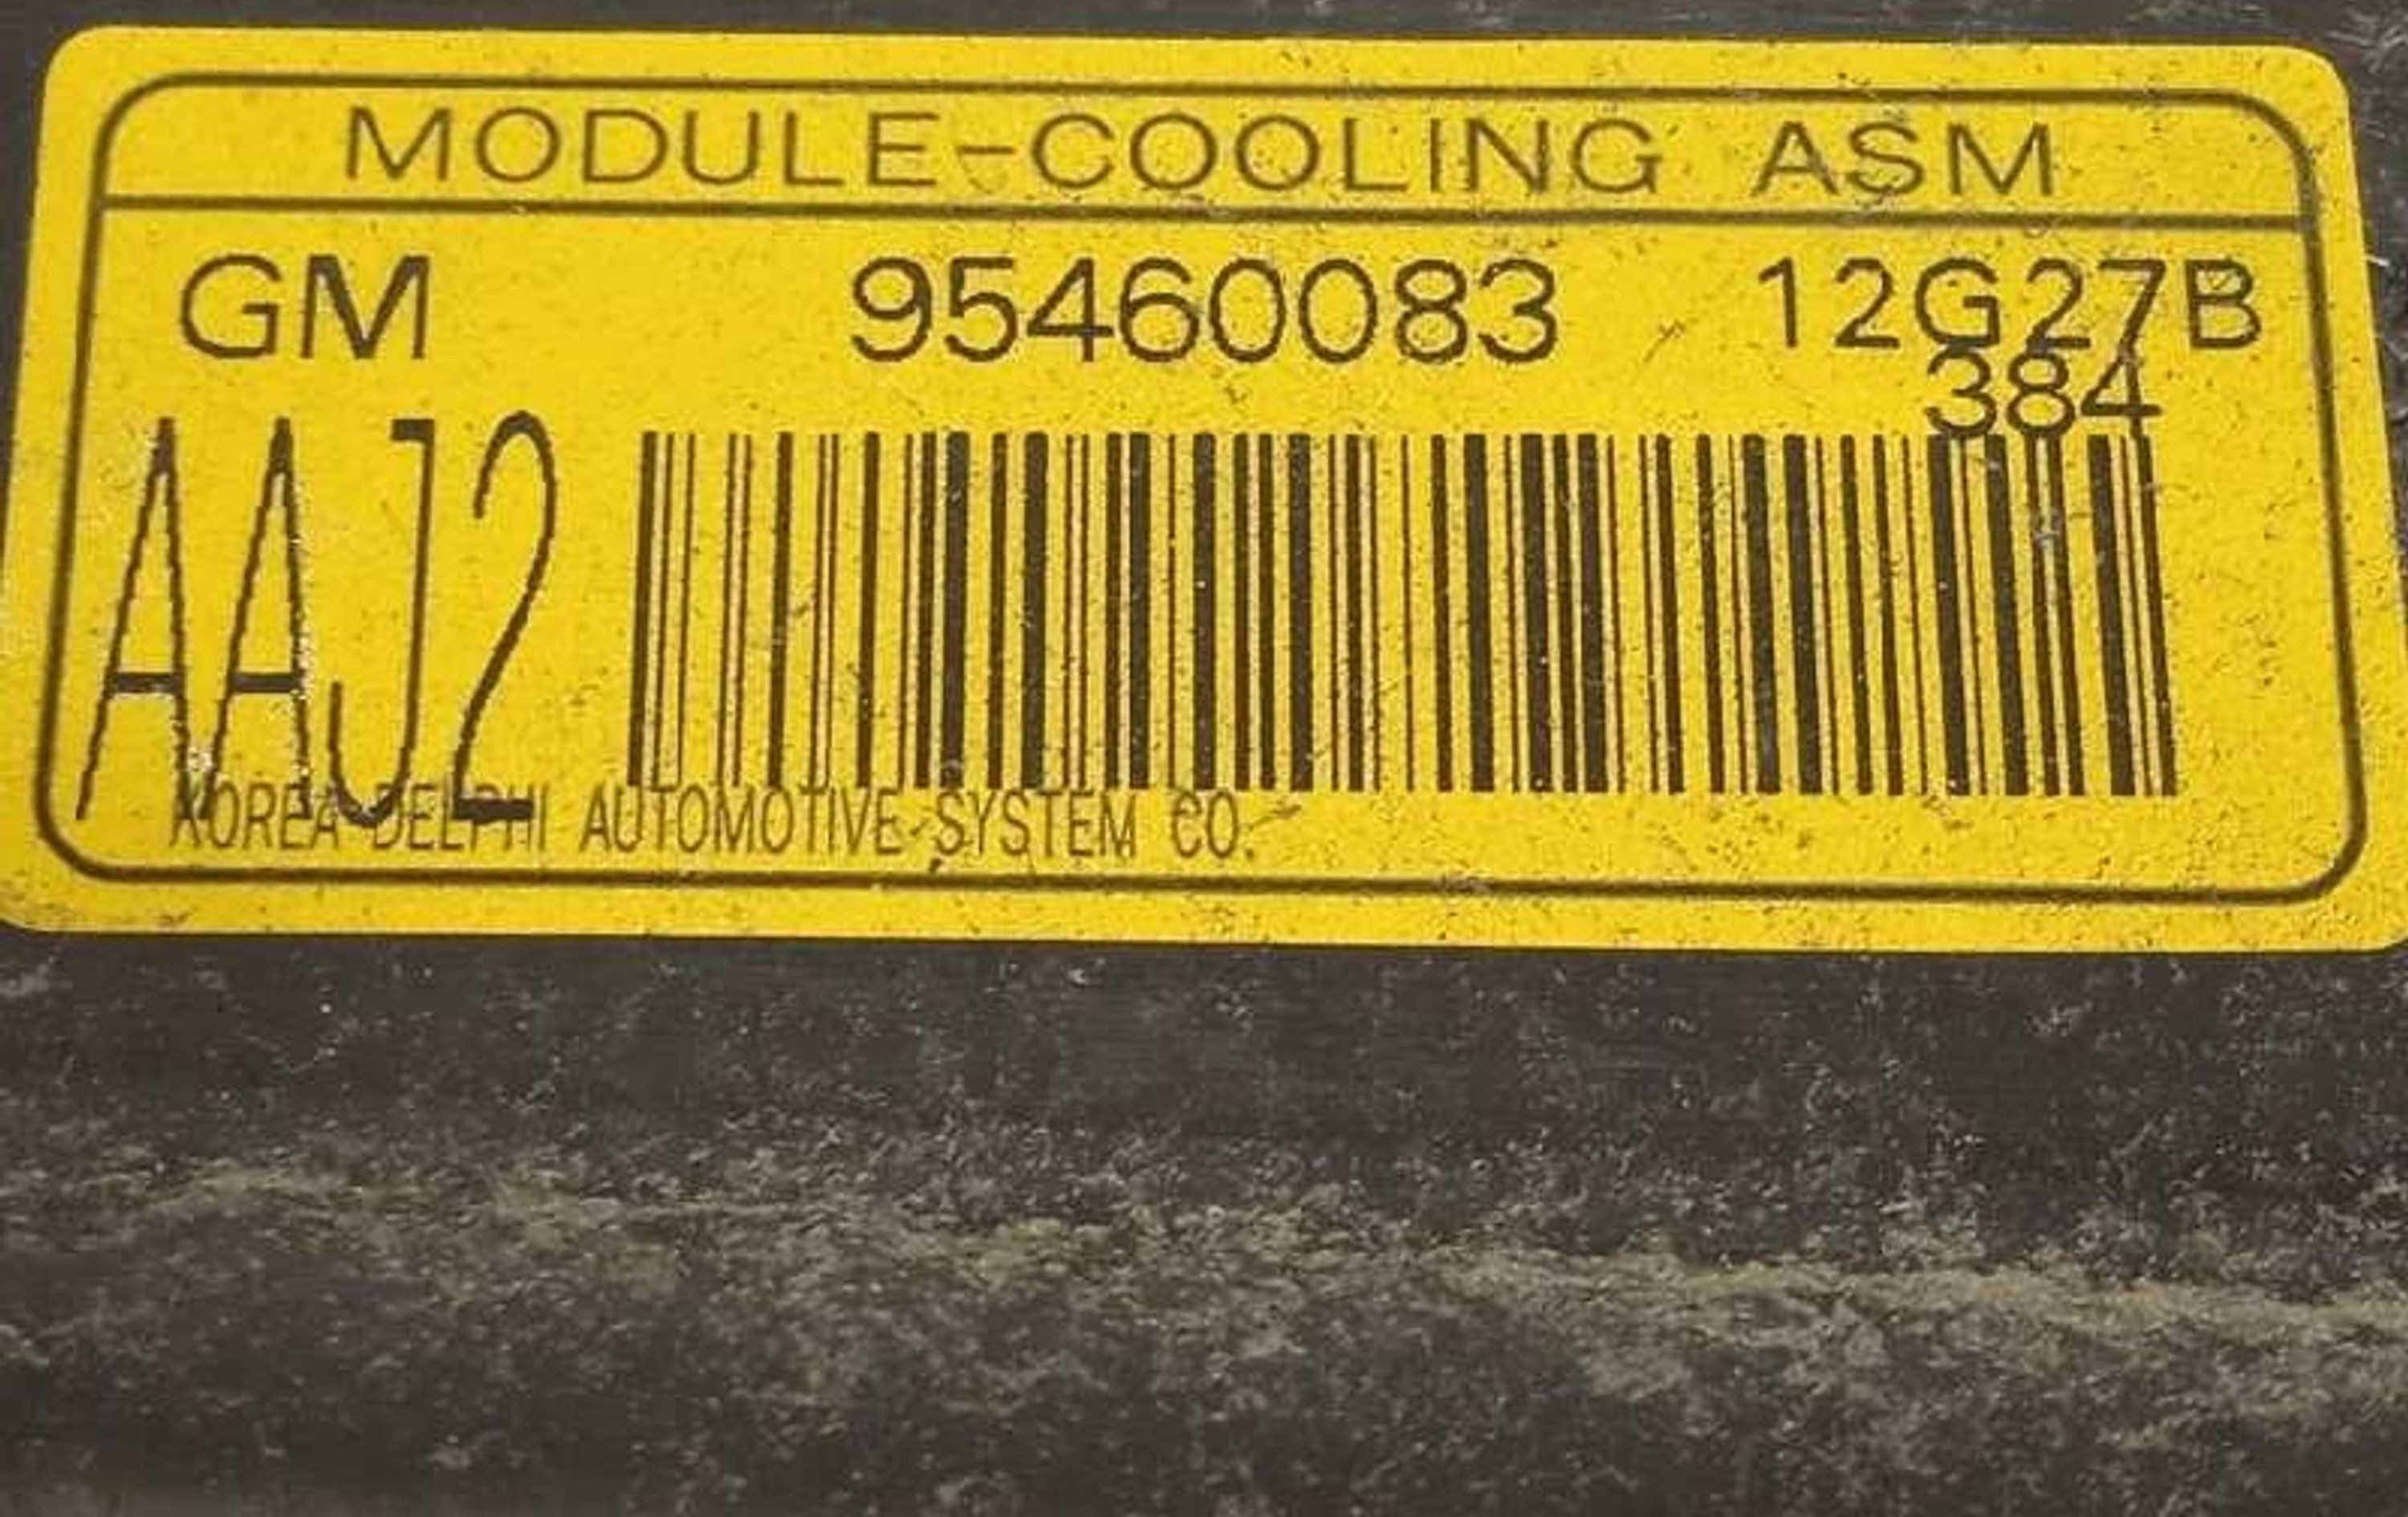 MODULE-COOLING ASM
GM 95460083 12G27B
384
AAJ2
KOREA DELPHI AUTOMOTIVE SYSTEM CO.